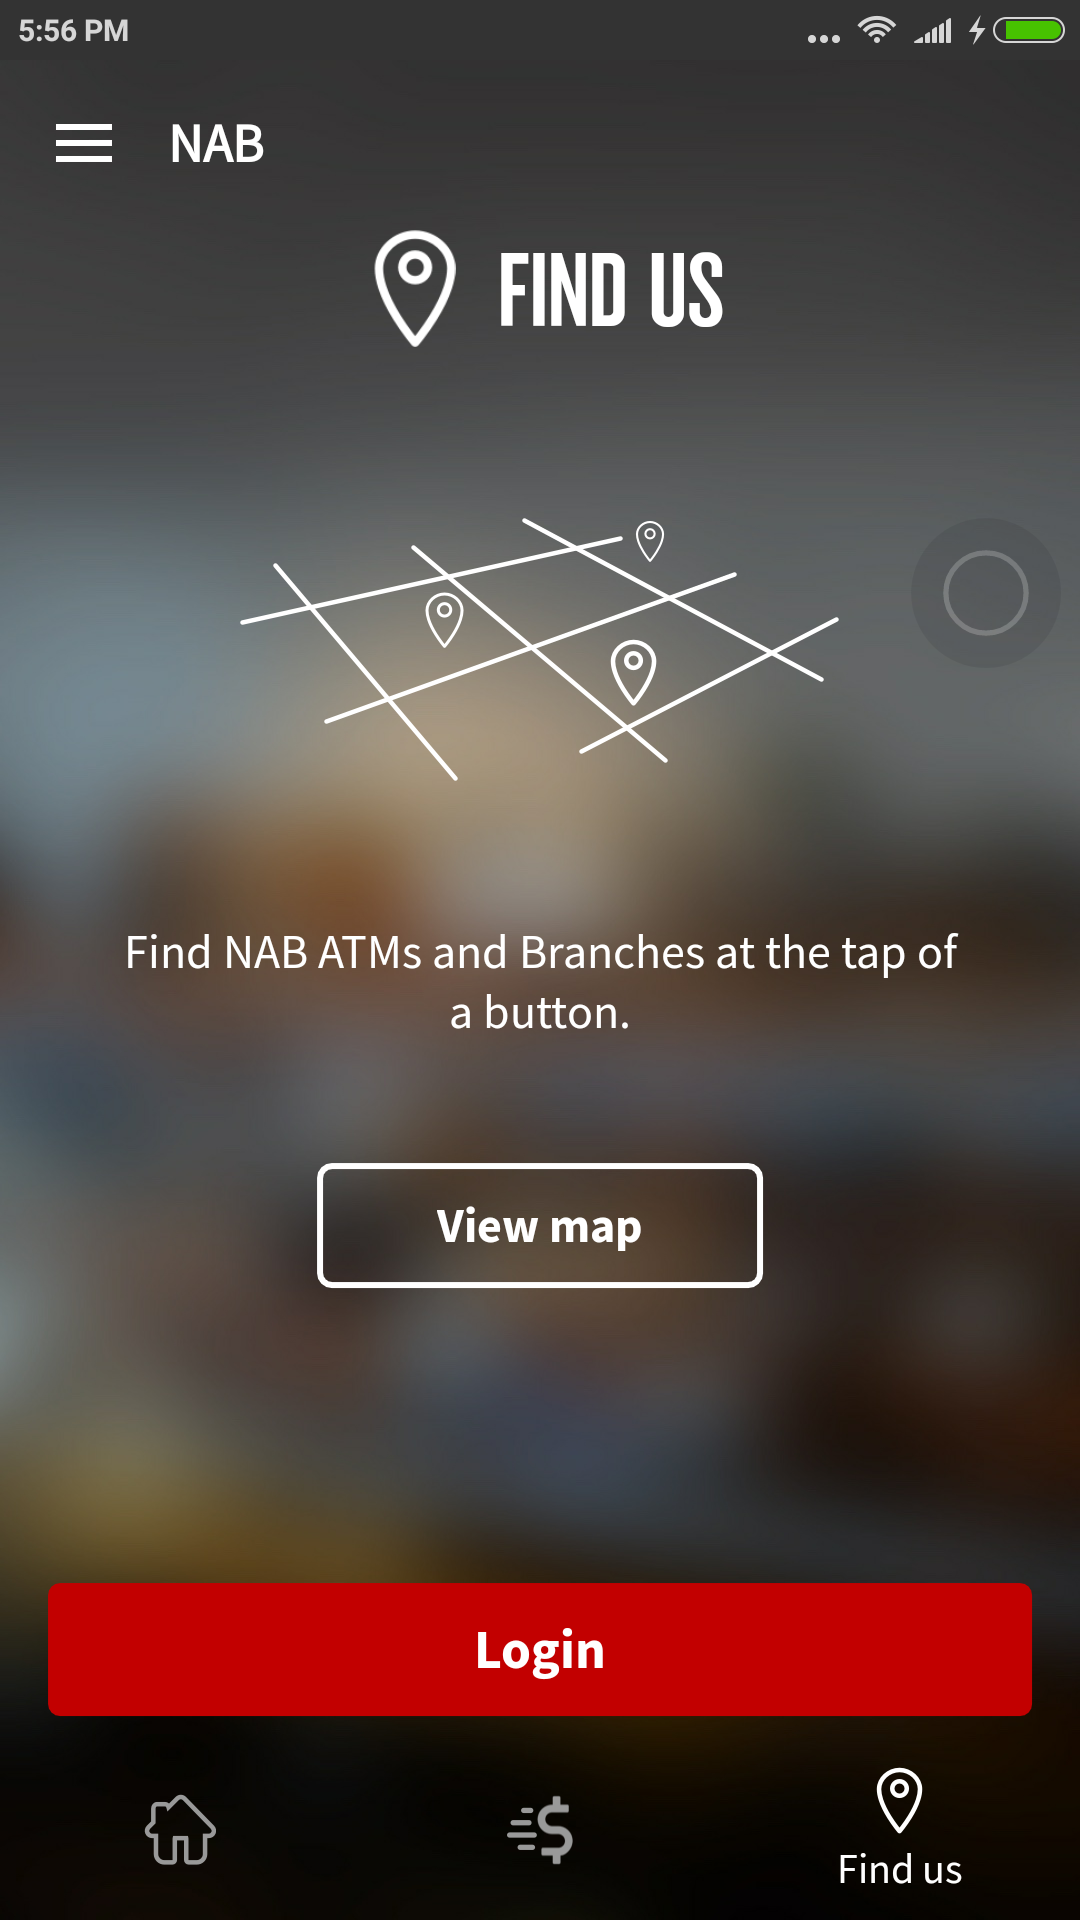 5:56 PM
NAB
FIND US
Find NAB ATMs and Branches at the tap of
a button.
View map
Login
Find us